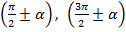 (π/2 ± α), (3π/2 ± α)